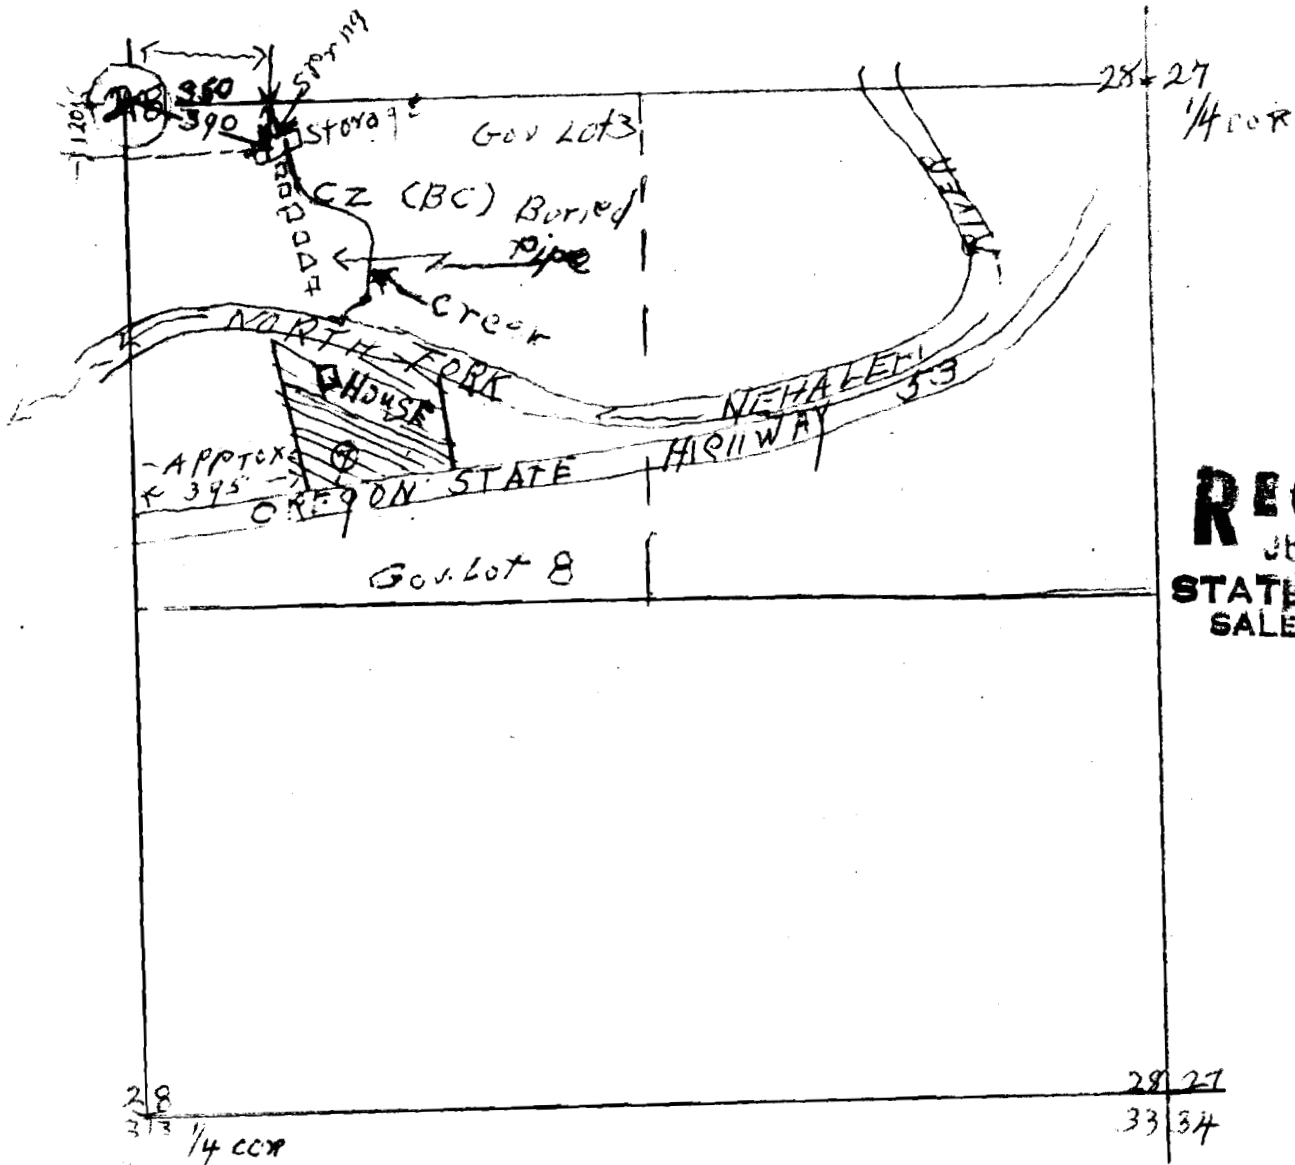 Spring
28
350
390
120'
Storage
Gov Lot 3
28 27
1/4 COR
CZ (BC) Buried
Pipe
RIVER
Creek
NORTH FORK
NEHALEM
HOUSE
-APPROX
395'
OREGON STATE
HIGHWAY
53
Gov. Lot 8
STATE
SALE
28
33
1/4 COR
28 27
33 34